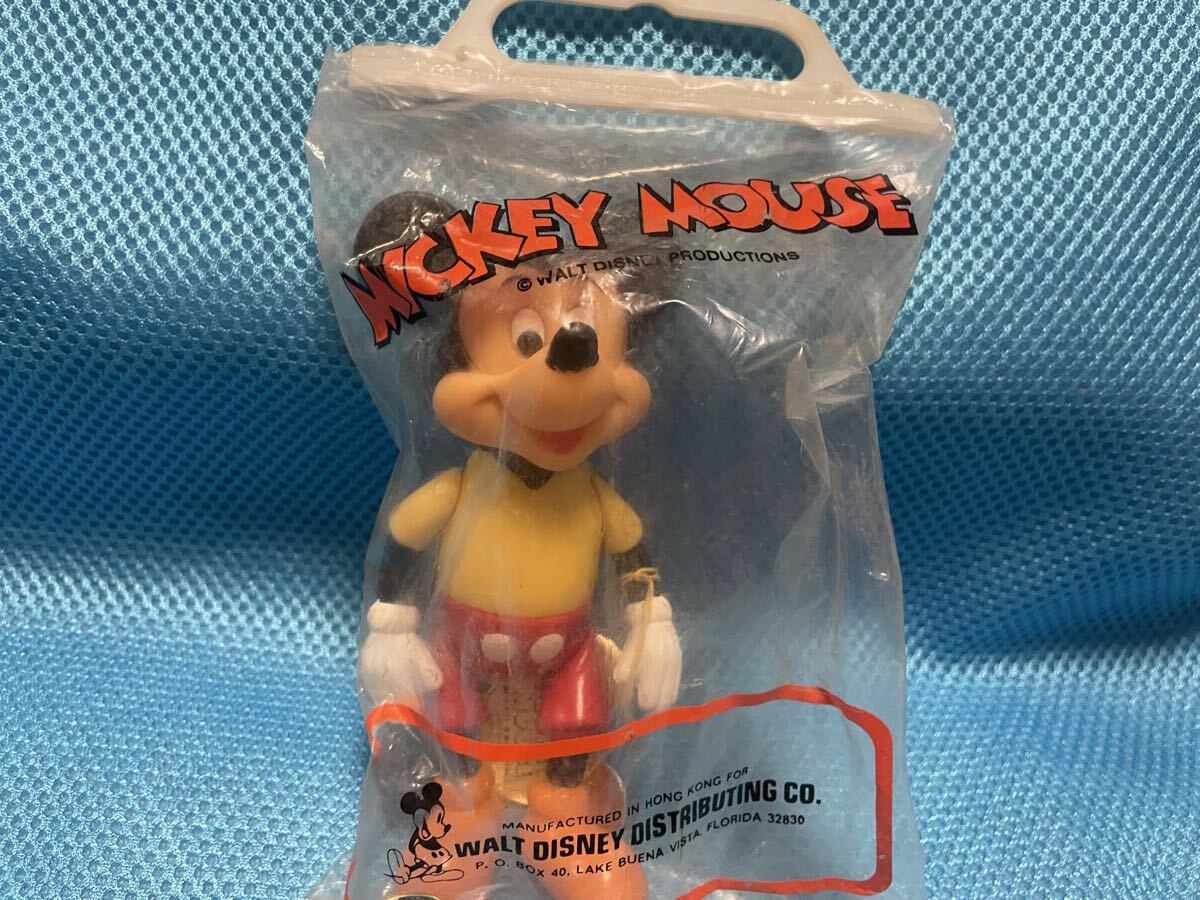 MICKEY MOUSE
© WALT DISNEY PRODUCTIONS
MANUFACTURED IN HONG KONG FOR
WALT DISNEY DISTRIBUTING CO.
P. O. BOX 40, LAKE BUENA VISTA, FLORIDA 32830